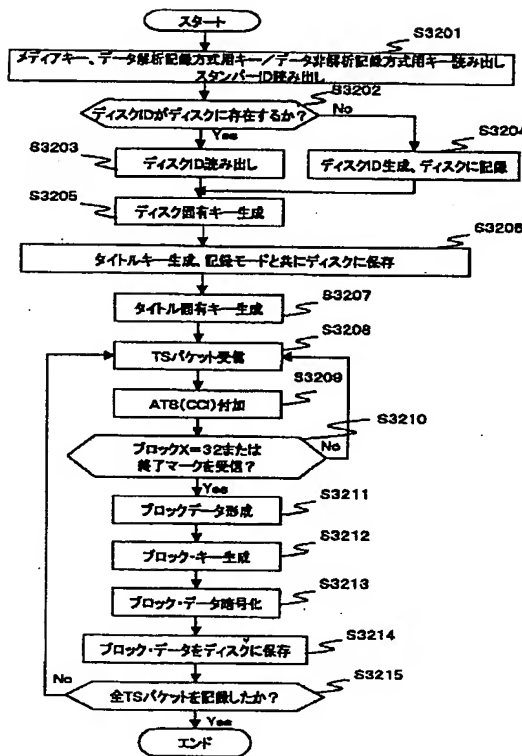 スタート
S3201
メディアキー、データ解析記録方式用キー/データ非解析記録方式用キー読み出し
スタンパーID読み出し
S3202
ディスクIDがディスクに存在するか?
No
Yes
S3203
S3204
ディスクID読み出し
ディスクID生成、ディスクに記録
S3205
ディスク固有キー生成
S3206
タイトルキー生成、記録モードと共にディスクに保存
S3207
タイトル固有キー生成
S3208
TSパケット受信
S3209
ATS(CCI)付加
S3210
ブロックX=32または
終了マークを受信?
No
Yes
S3211
ブロックデータ形成
S3212
ブロック・キー生成
S3213
ブロック・データ暗号化
S3214
ブロック・データをディスクに保存
S3215
No
全TSパケットを記録したか?
Yes
エンド